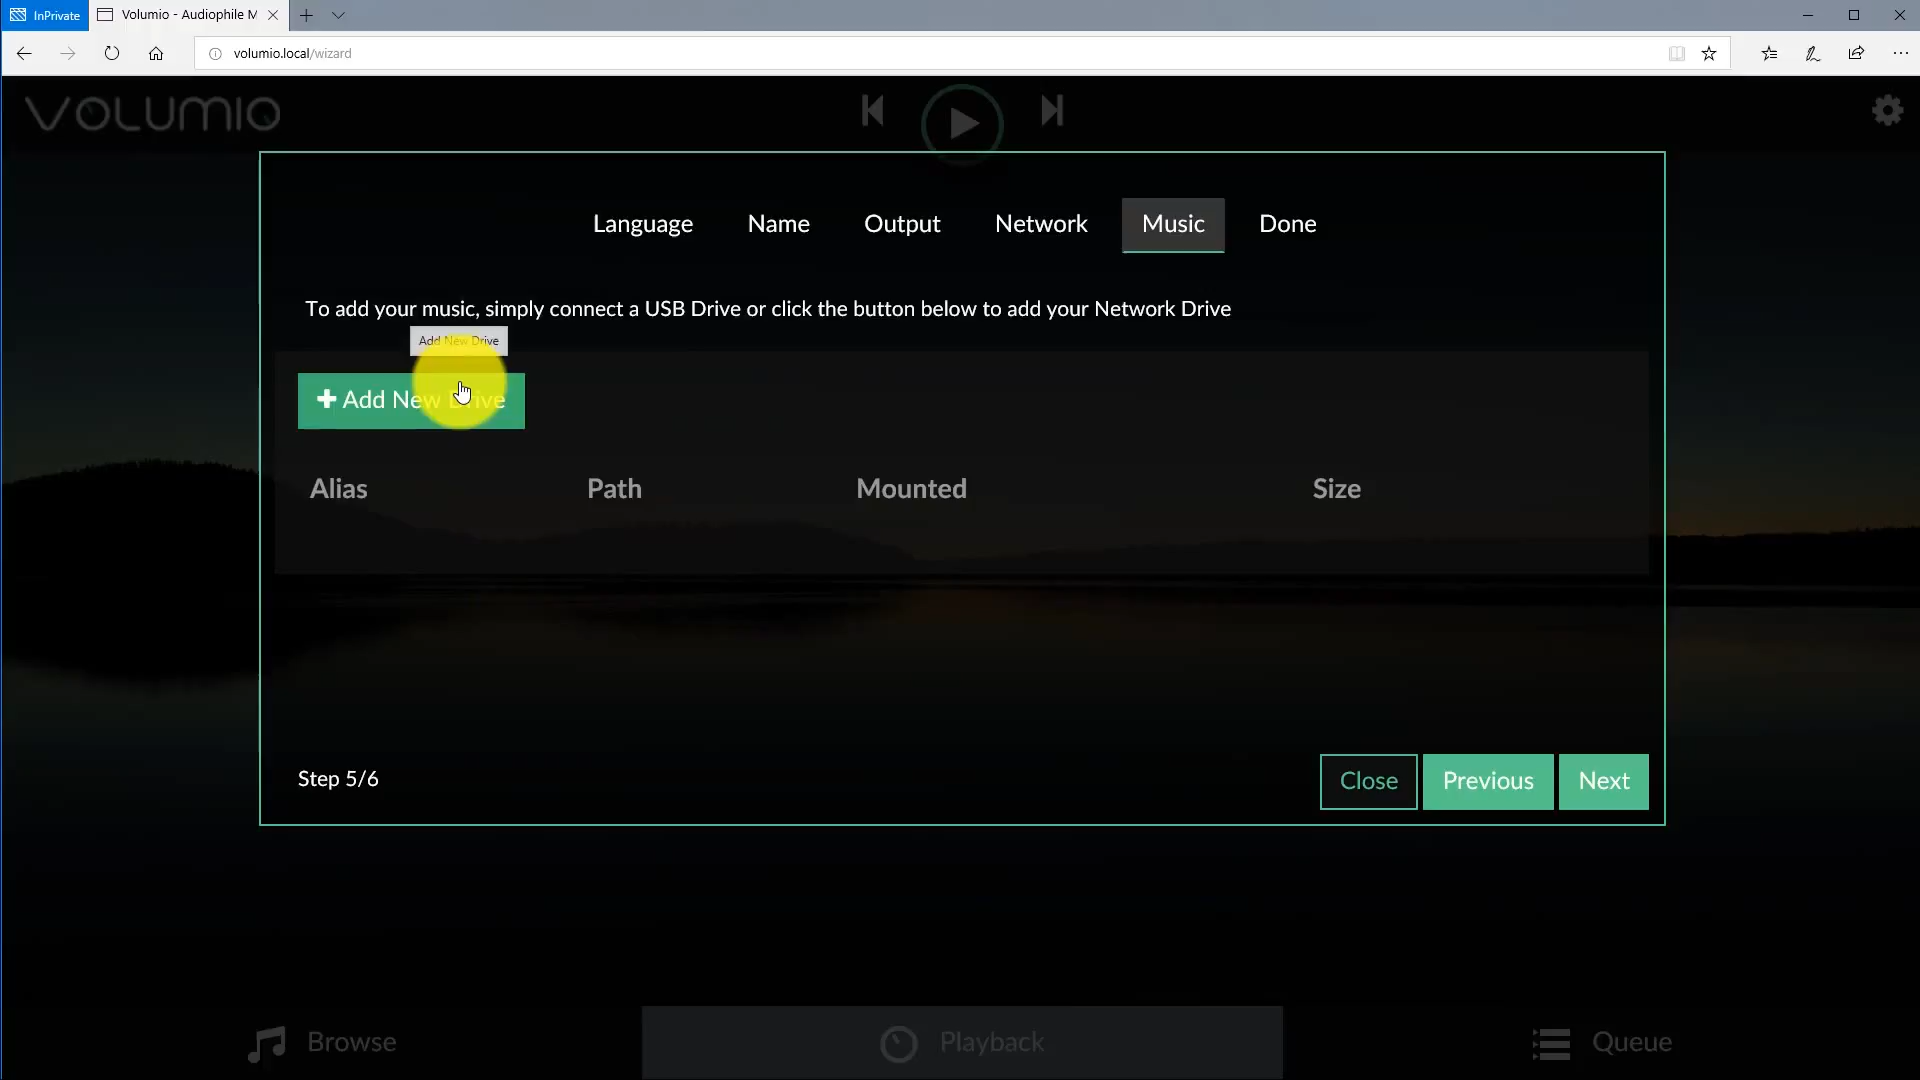 InPrivate
Volumio - Audiophile M
volumio.local/wizard
VOLUMIO
Language
Name
Output
Network
Music
Done
To add your music, simply connect a USB Drive or click the button below to add your Network Drive
Add New Drive
Add New Drive
Alias
Path
Mounted
Size
Step 5/6
Close
Previous
Next
Browse
Playback
Queue